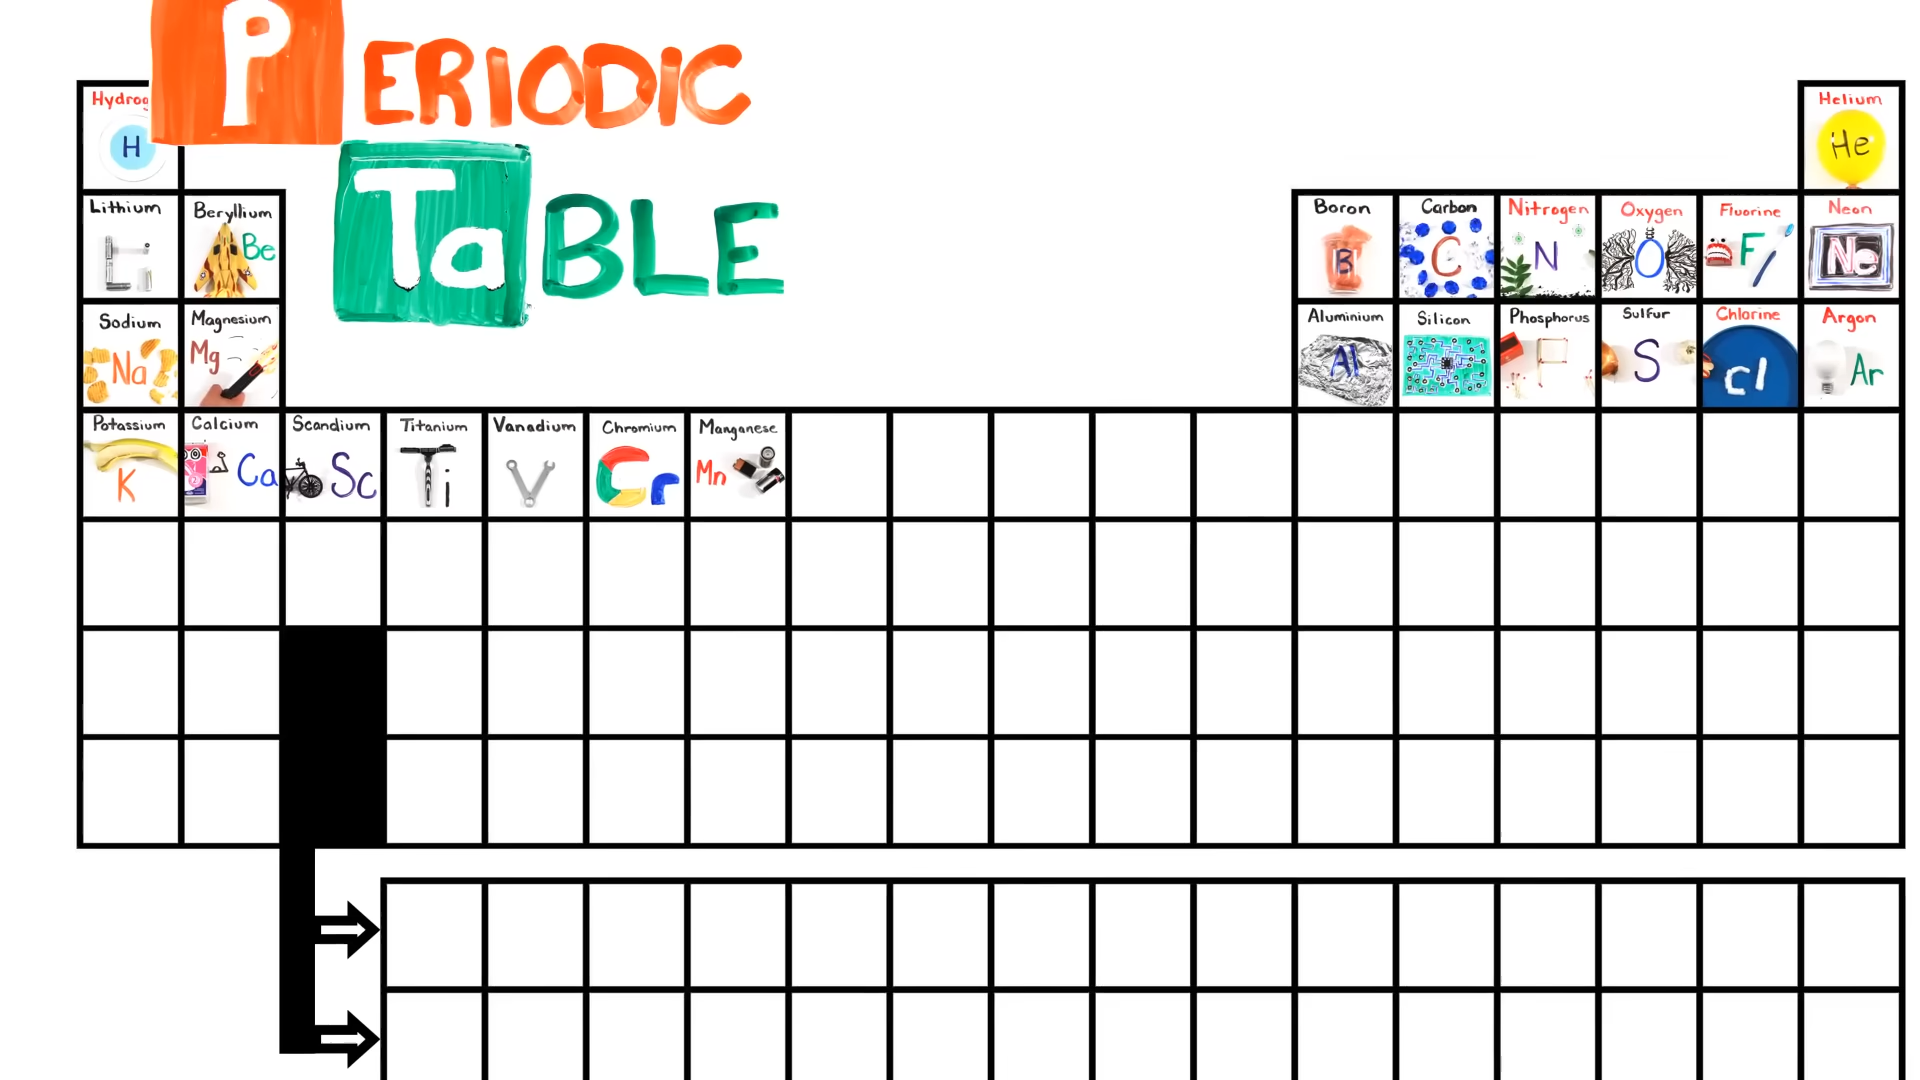 PERIODIC
TaBLE
Hydrog
H
Helium
He
Lithium
Li
Beryllium
Be
Boron
B
Carbon
C
Nitrogen
N
Oxygen
O
Fluorine
F
Neon
Ne
Sodium
Na
Magnesium
Mg
Aluminium
Al
Silicon
Phosphorus
P
Sulfur
S
Chlorine
Cl
Argon
Ar
Potassium
K
Calcium
Ca
Scandium
Sc
Titanium
Ti
Vanadium
V
Chromium
Cr
Manganese
Mn